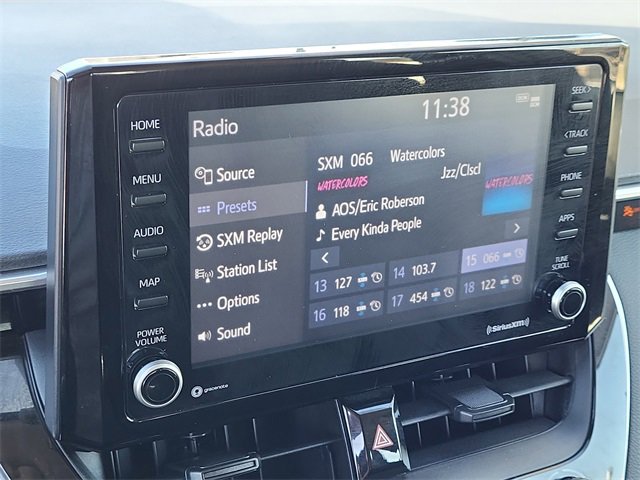 HOME
MENU
AUDIO
MAP
POWER
VOLUME
Radio
11:38
Source
Presets
SXM Replay
Station List
Options
Sound
SXM 066 Watercolors
Jzz/Clscl
WATERCOLORS
WATERCOLORS
AOS/Eric Roberson
Every Kinda People
13 127
14 103.7
15 066
16 118
17 454
18 122
SEEK>
<TRACK
PHONE
APPS
TUNE
SCROLL
gracenote
SiriusXM